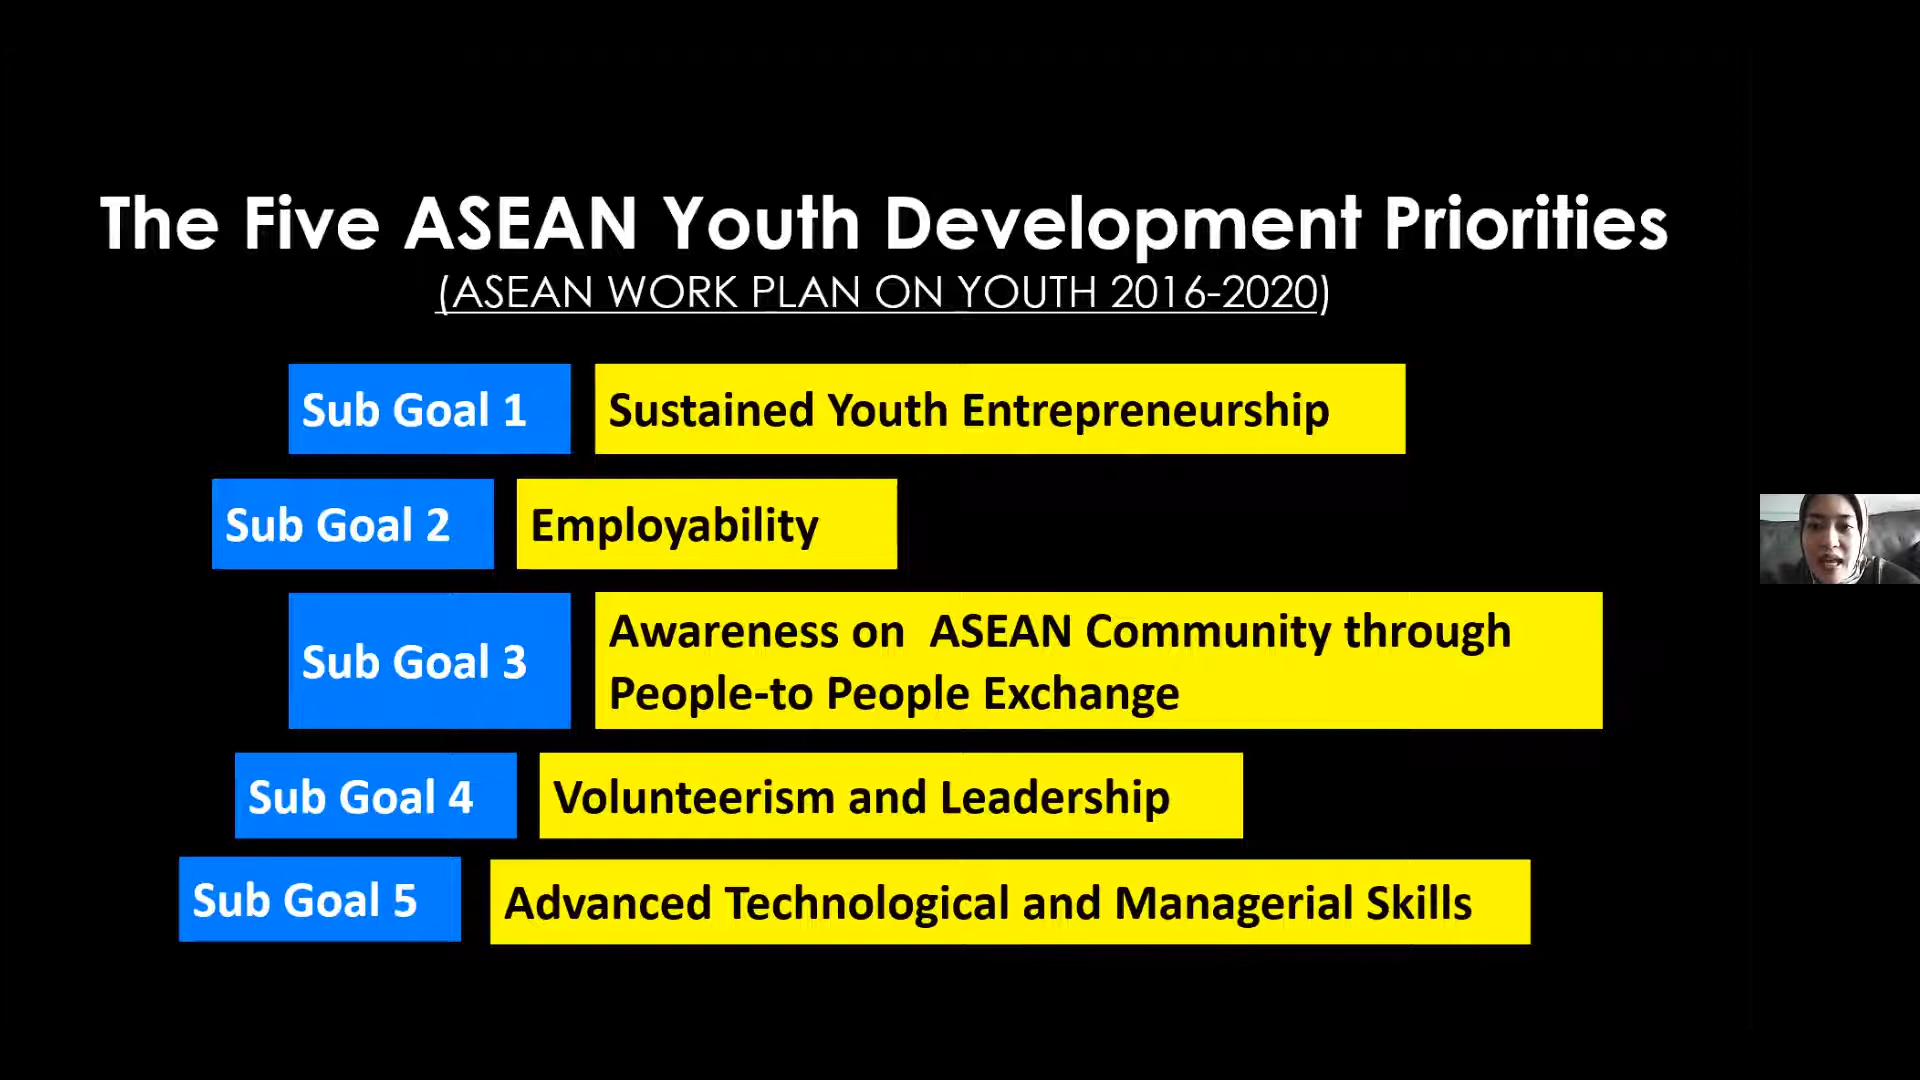 The Five ASEAN Youth Development Priorities
(ASEAN WORK PLAN ON YOUTH 2016-2020)
Sub Goal 1
Sustained Youth Entrepreneurship
Sub Goal 2
Employability
Sub Goal 3
Awareness on  ASEAN Community through
People-to People Exchange
Sub Goal 4
Volunteerism and Leadership
Sub Goal 5
Advanced Technological and Managerial Skills